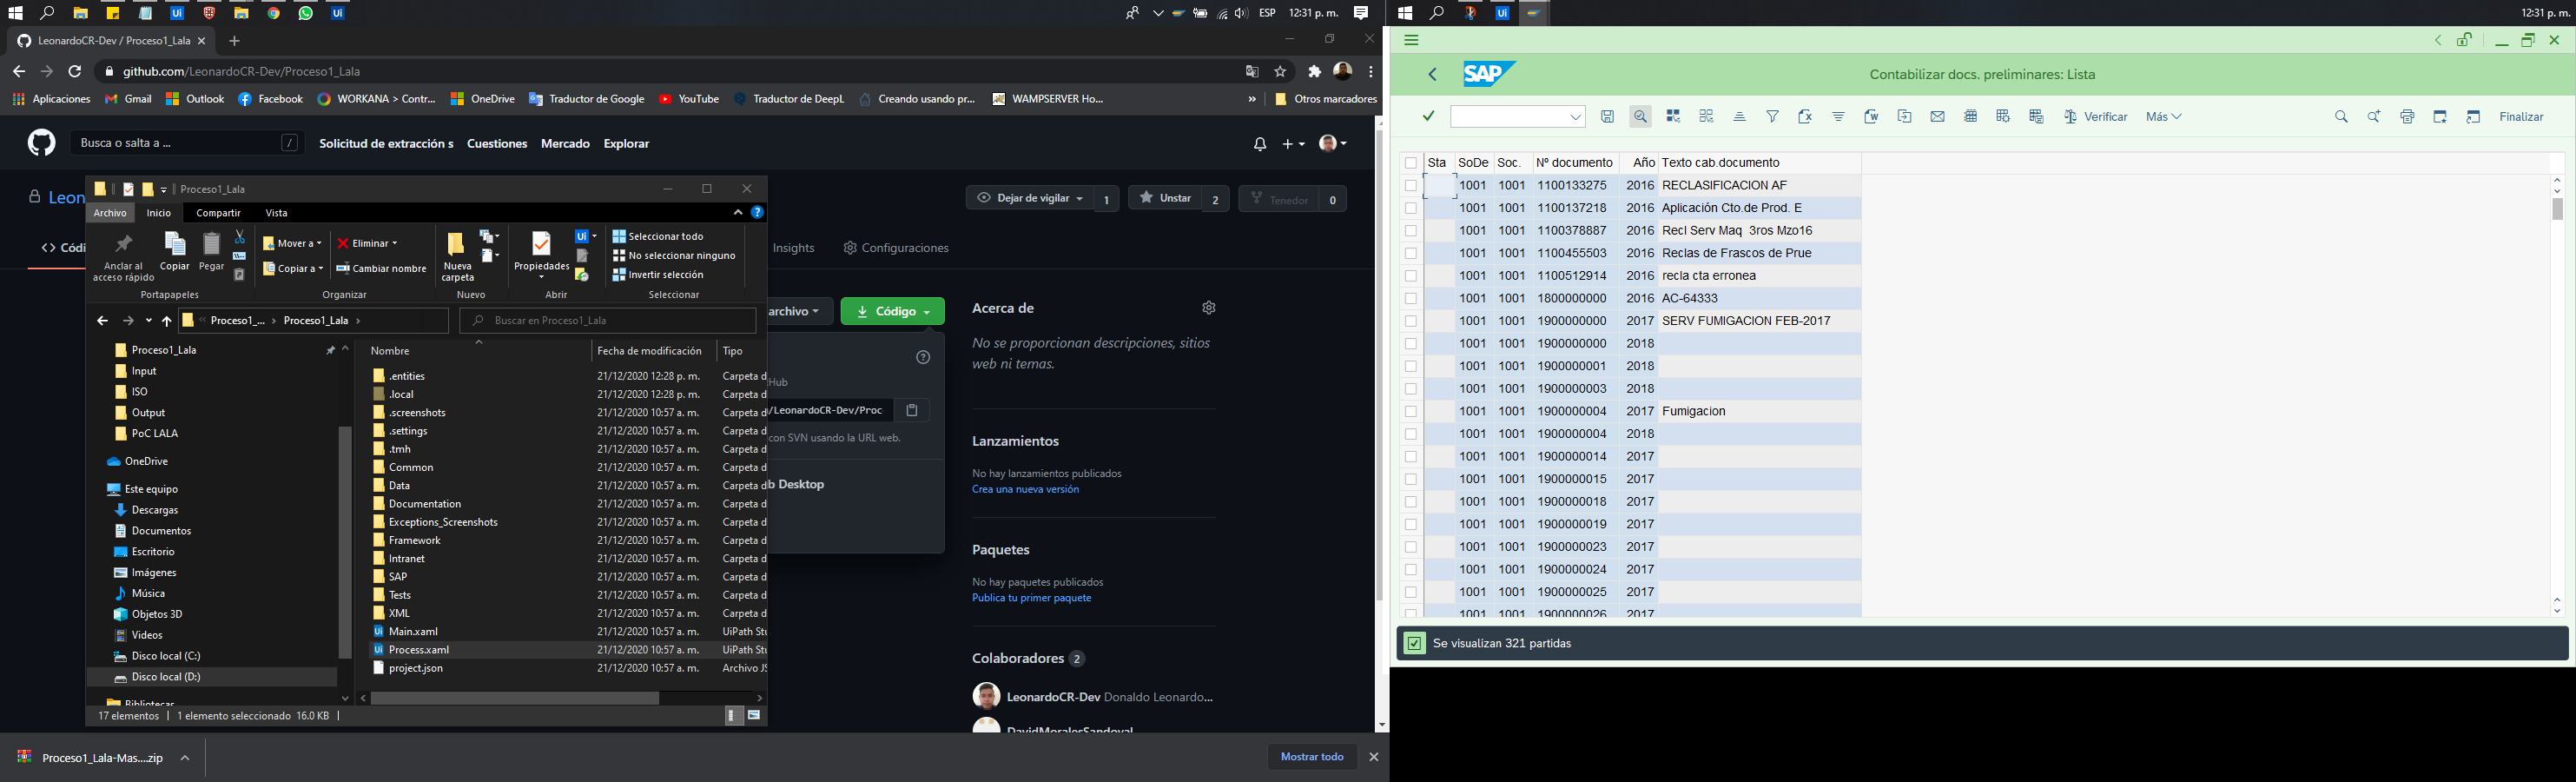 ESP 12:31 p. m.
12:31 p. m.
LeonardoCR-Dev / Proceso1_Lala
github.com/LeonardoCR-Dev/Proceso1_Lala
Aplicaciones Gmail Outlook Facebook WORKANA > Contr... OneDrive Traductor de Google YouTube Traductor de DeepL Creando usando pr... WAMPSERVER Ho... » Otros marcadores
Busca o salta a ... / Solicitud de extracción s Cuestiones Mercado Explorar
Leon
Dejar de vigilar 1 Unstar 2 Tenedor 0
<> Códi
Insights Configuraciones
archivo Código
Hub
/LeonardoCR-Dev/Proc
con SVN usando la URL web.
b Desktop
Acerca de
No se proporcionan descripciones, sitios
web ni temas.
Lanzamientos
No hay lanzamientos publicados
Crea una nueva versión
Paquetes
No hay paquetes publicados
Publica tu primer paquete
Colaboradores 2
LeonardoCR-Dev Donaldo Leonardo...
DavidMoralesSandoval
Proceso1_Lala
Archivo Inicio Compartir Vista
Anclar al
acceso rápido
Copiar
Pegar
Portapapeles
Mover a
Copiar a
Eliminar
Cambiar nombre
Organizar
Nueva
carpeta
Nuevo
Propiedades
Abrir
Seleccionar todo
No seleccionar ninguno
Invertir selección
Seleccionar
« Proceso1_... › Proceso1_Lala ›
Buscar en Proceso1_Lala
Proceso1_Lala
Input
ISO
Output
PoC LALA
OneDrive
Este equipo
Descargas
Documentos
Escritorio
Imágenes
Música
Objetos 3D
Videos
Disco local (C:)
Disco local (D:)
Bibliotecas
Nombre Fecha de modificación Tipo
.entities 21/12/2020 12:28 p. m. Carpeta d
.local 21/12/2020 12:28 p. m. Carpeta d
.screenshots 21/12/2020 10:57 a. m. Carpeta d
.settings 21/12/2020 10:57 a. m. Carpeta d
.tmh 21/12/2020 10:57 a. m. Carpeta d
Common 21/12/2020 10:57 a. m. Carpeta d
Data 21/12/2020 10:57 a. m. Carpeta d
Documentation 21/12/2020 10:57 a. m. Carpeta d
Exceptions_Screenshots 21/12/2020 10:57 a. m. Carpeta d
Framework 21/12/2020 10:57 a. m. Carpeta d
Intranet 21/12/2020 10:57 a. m. Carpeta d
SAP 21/12/2020 10:57 a. m. Carpeta d
Tests 21/12/2020 10:57 a. m. Carpeta d
XML 21/12/2020 10:57 a. m. Carpeta d
Main.xaml 21/12/2020 10:57 a. m. UiPath Stu
Process.xaml 21/12/2020 10:57 a. m. UiPath Stu
project.json 21/12/2020 10:57 a. m. Archivo JS
17 elementos 1 elemento seleccionado 16.0 KB
Proceso1_Lala-Mas....zip
Mostrar todo
SAP
Contabilizar docs. preliminares: Lista
Verificar Más Finalizar
Sta SoDe Soc. Nº documento Año Texto cab.documento
1001 1001 1100133275 2016 RECLASIFICACION AF
1001 1001 1100137218 2016 Aplicación Cto.de Prod. E
1001 1001 1100378887 2016 Recl Serv Maq 3ros Mzo16
1001 1001 1100455503 2016 Reclas de Frascos de Prue
1001 1001 1100512914 2016 recla cta erronea
1001 1001 1800000000 2016 AC-64333
1001 1001 1900000000 2017 SERV FUMIGACION FEB-2017
1001 1001 1900000000 2018
1001 1001 1900000001 2018
1001 1001 1900000003 2018
1001 1001 1900000004 2017 Fumigacion
1001 1001 1900000004 2018
1001 1001 1900000014 2017
1001 1001 1900000015 2017
1001 1001 1900000018 2017
1001 1001 1900000019 2017
1001 1001 1900000023 2017
1001 1001 1900000024 2017
1001 1001 1900000025 2017
1001 1001 1900000026 2017
Se visualizan 321 partidas